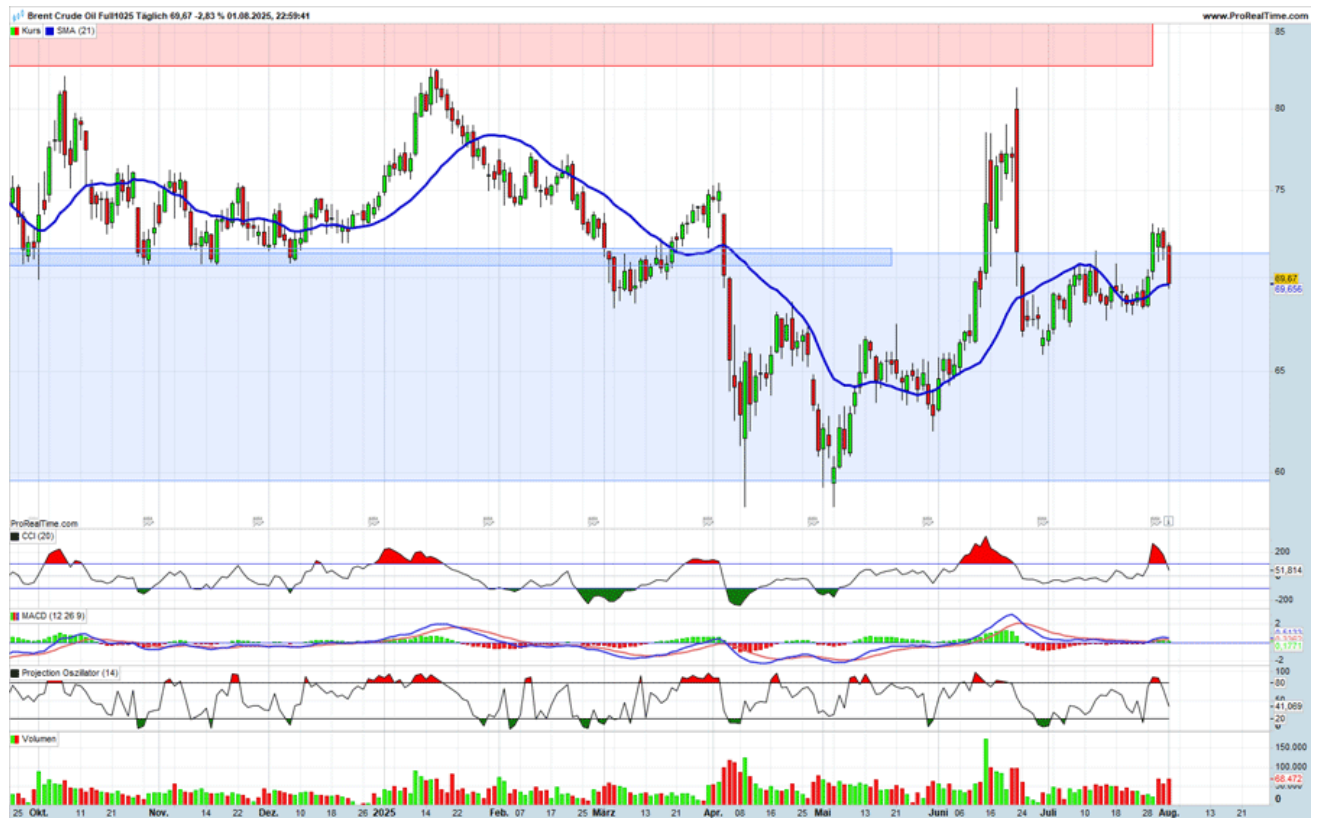 Brent Crude Oil Full1025 Täglich 69,67 -2,83 % 01.08.2025, 22:59:41
www.ProRealTime.com
Kurs SMA (21)
85
80
75
69,67
69,656
65
60
ProRealTime.com
CCI (20)
200
51,814
-200
MACD (12 26 9)
2
0,1771
-2
Projection Oszillator (14)
100
80
41,069
20
0
Volumen
150.000
100.000
68.472
0
25 Okt. 11 21 Nov. 14 22 Dez. 10 18 26 2025 14 22 Feb. 07 17 25 März 13 21 Apr. 08 16 25 Mai 13 21 Juni 06 16 24 Juli 10 18 28 Aug. 13 21